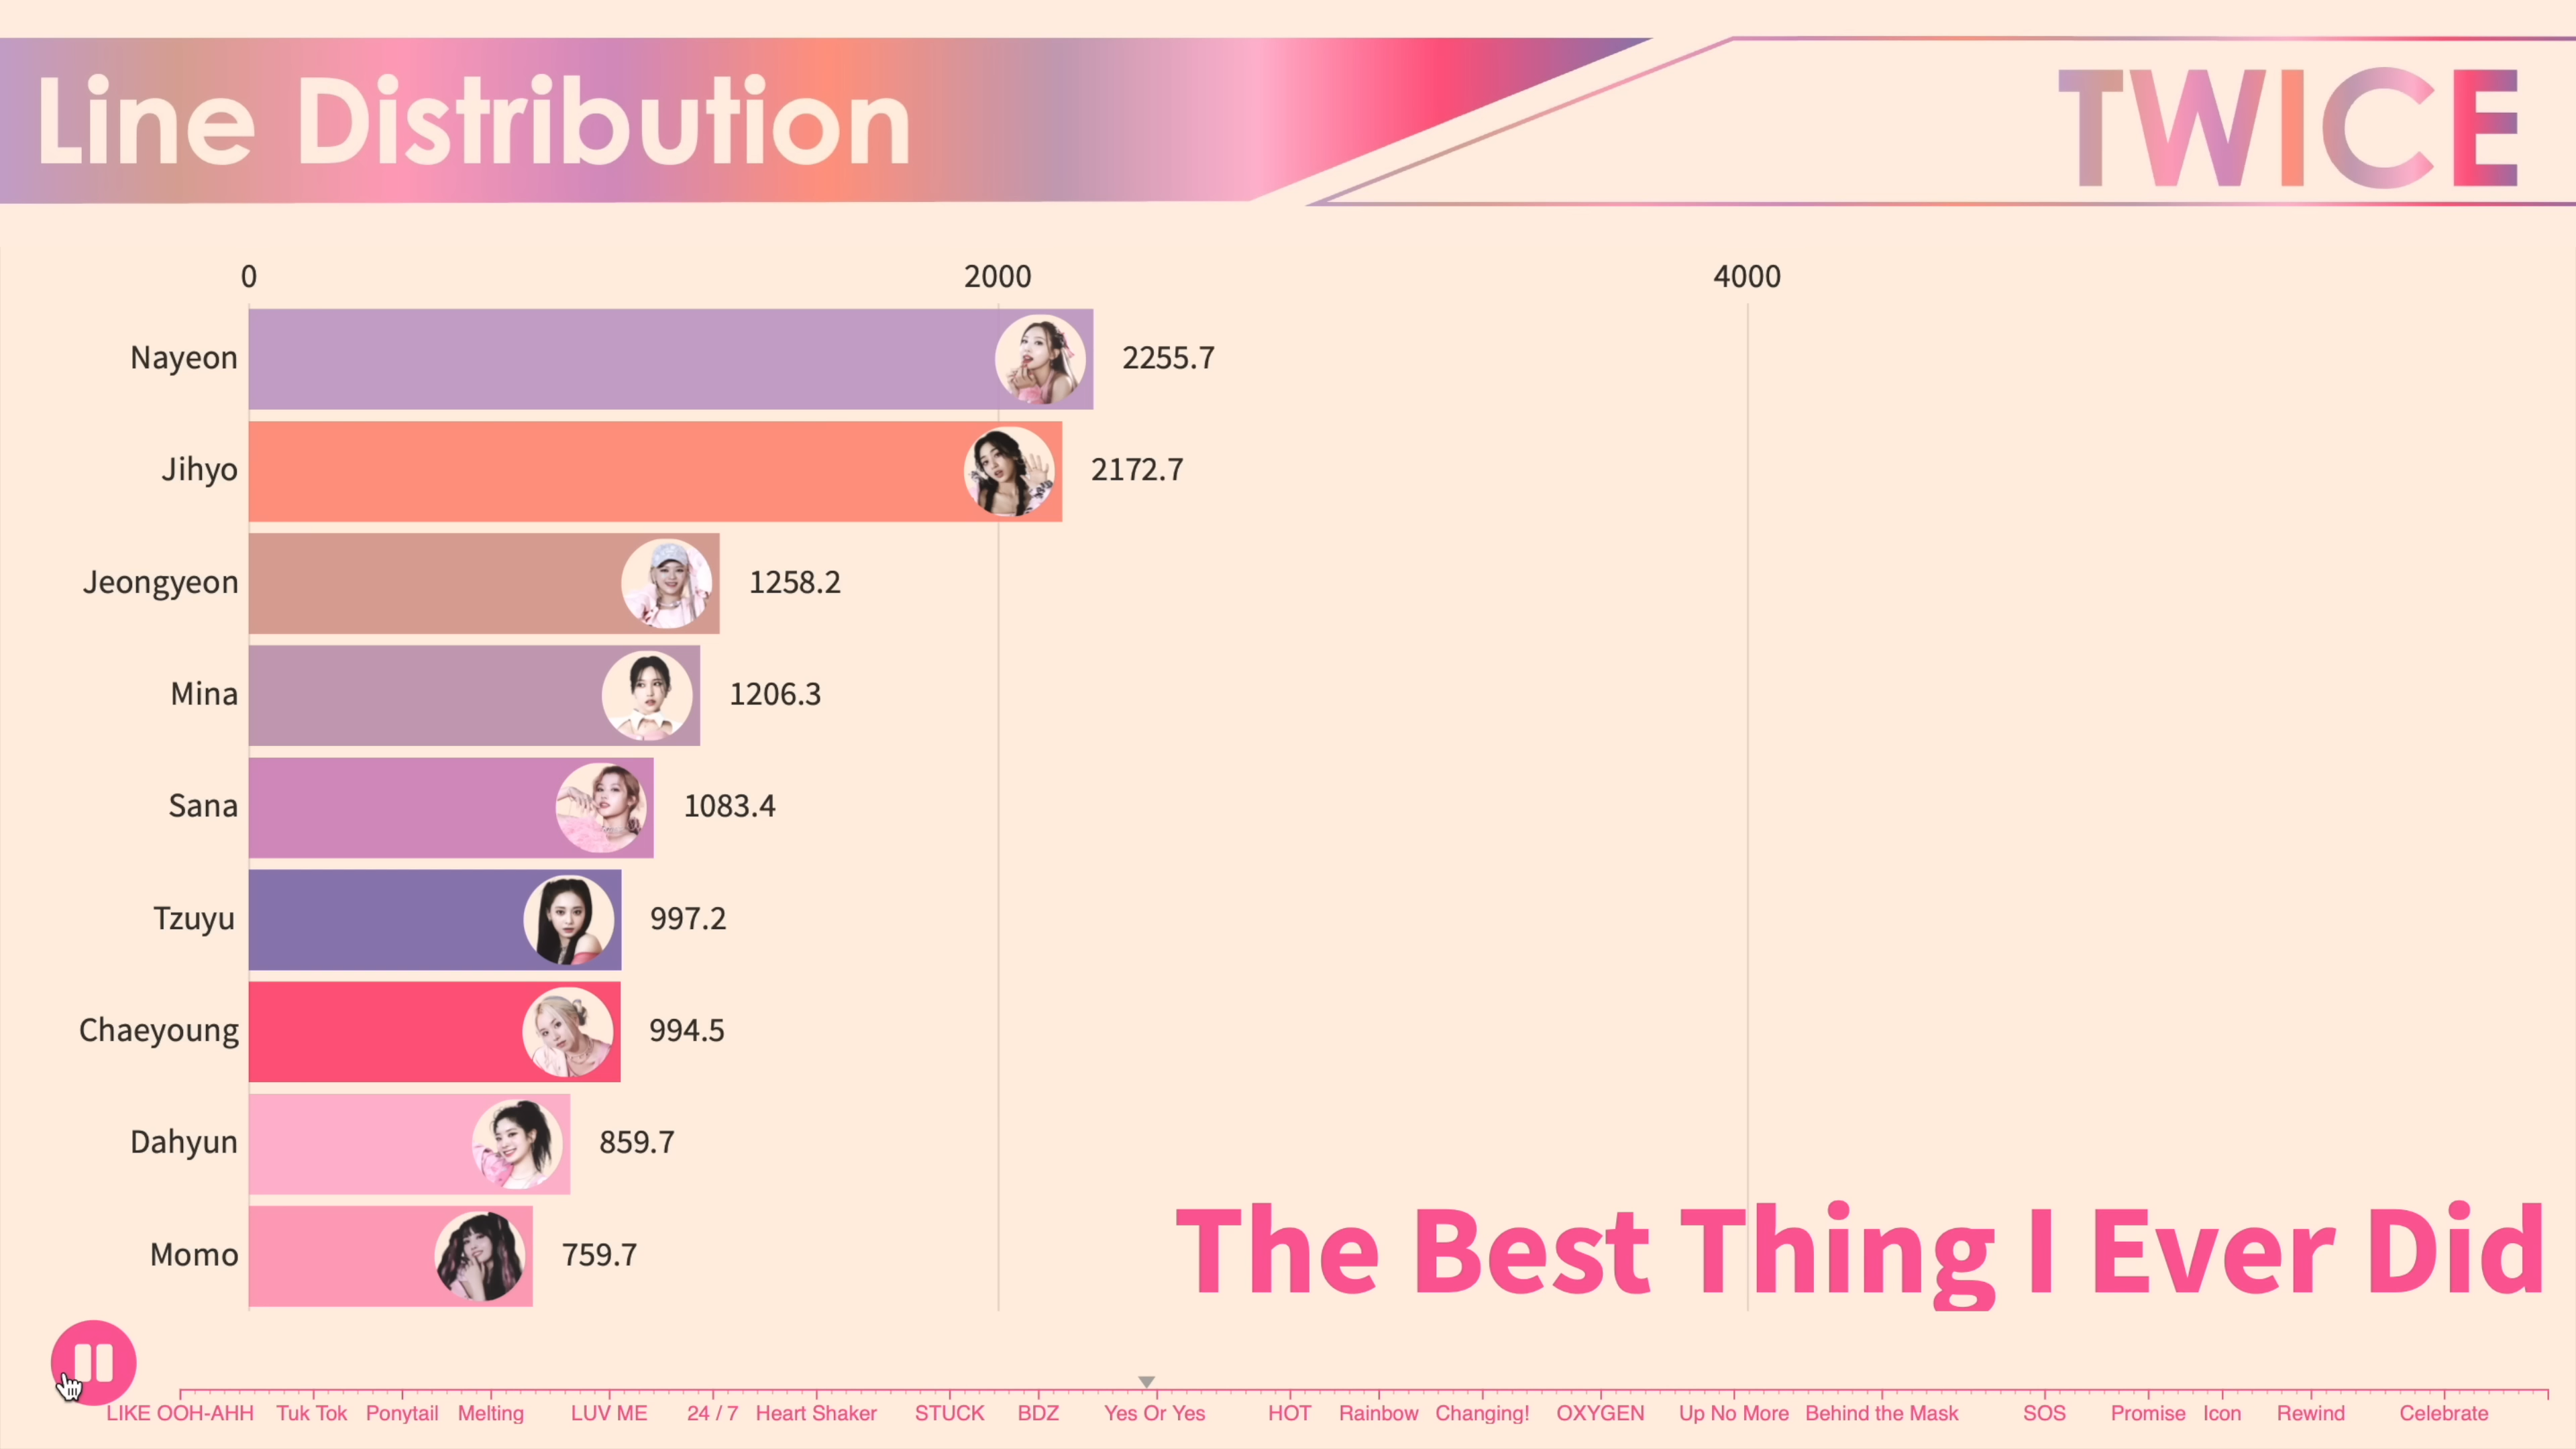 Line Distribution
TWICE
0 2000 4000
Nayeon 2255.7
Jihyo 2172.7
Jeongyeon 1258.2
Mina 1206.3
Sana 1083.4
Tzuyu 997.2
Chaeyoung 994.5
Dahyun 859.7
Momo 759.7
The Best Thing I Ever Did
LIKE OOH-AHH Tuk Tok Ponytail Melting LUV ME 24 / 7 Heart Shaker STUCK BDZ Yes Or Yes HOT Rainbow Changing! OXYGEN Up No More Behind the Mask SOS Promise Icon Rewind Celebrate